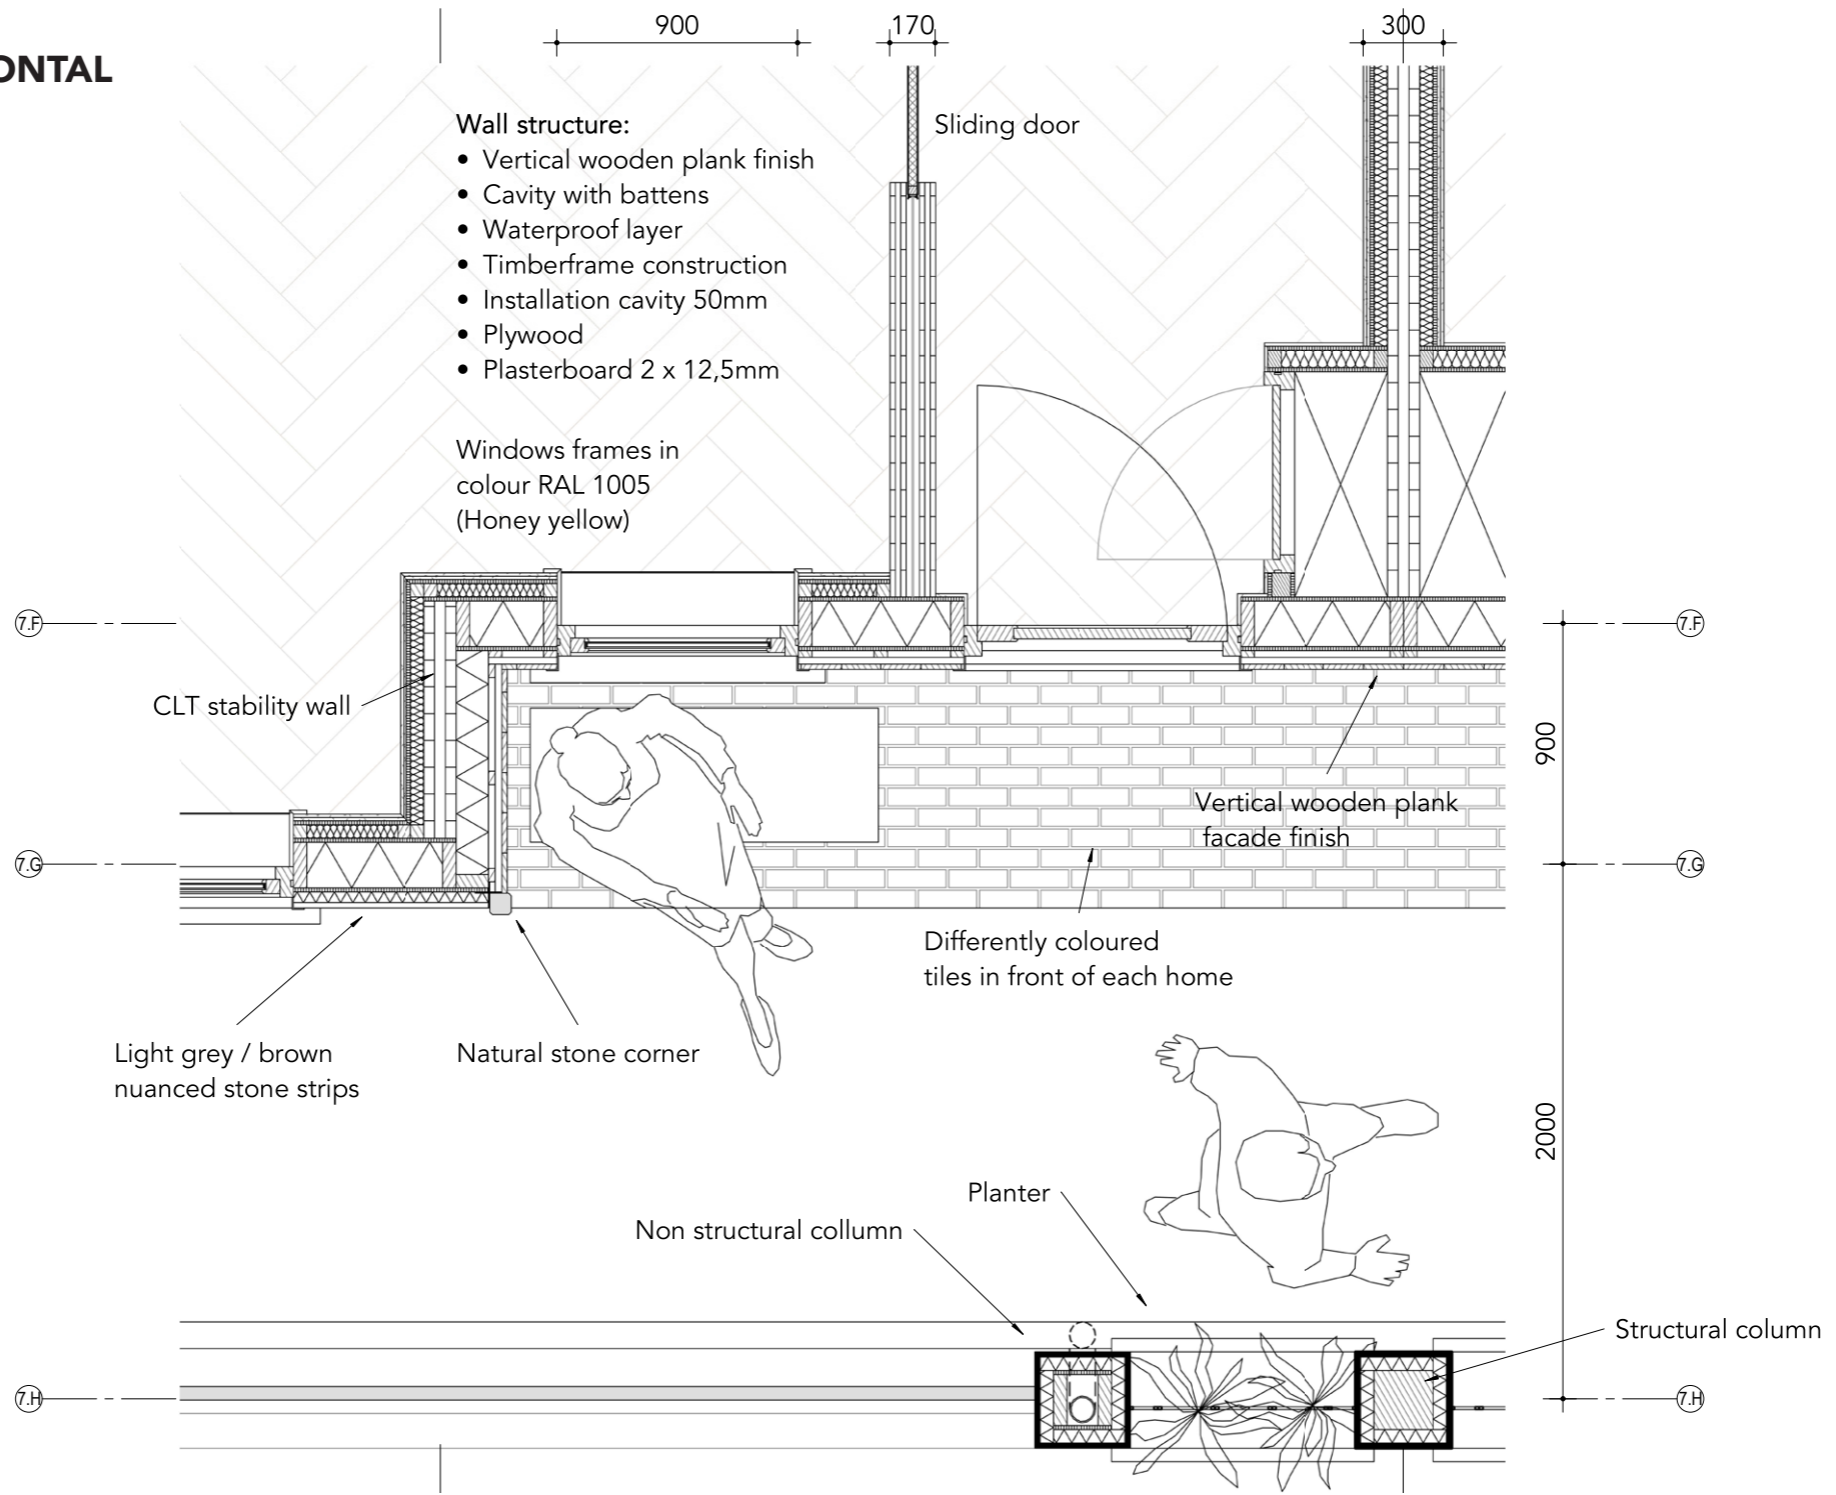 900
170
300
ONTAL
Wall structure:
• Vertical wooden plank finish
• Cavity with battens
• Waterproof layer
• Timberframe construction
• Installation cavity 50mm
• Plywood
• Plasterboard 2 x 12,5mm
Sliding door
Windows frames in
colour RAL 1005
(Honey yellow)
7.F
7.F
CLT stability wall
900
Vertical wooden plank
facade finish
7.G
7.G
Differently coloured
tiles in front of each home
Light grey / brown
nuanced stone strips
Natural stone corner
2000
Planter
Non structural collumn
Structural column
7.H
7.H